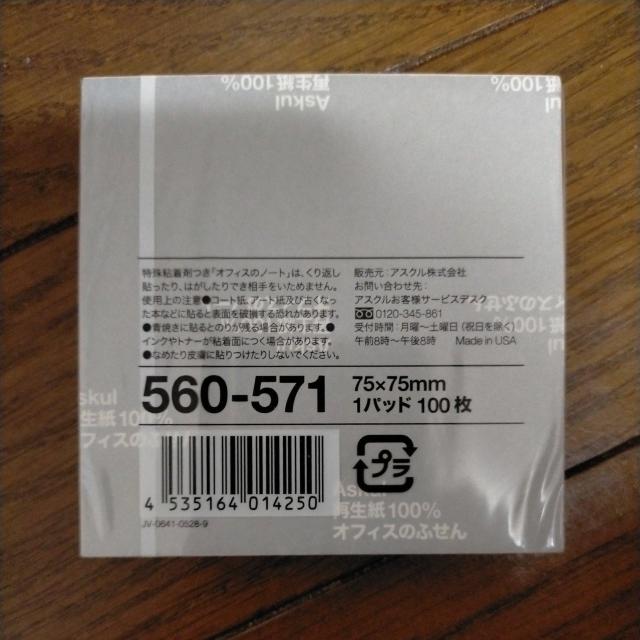 Askul
再生紙100%
ul
100%
特殊粘着剤つき「オフィスのノート」は、くり返し
貼ったり、はがしたりでき相手をいためません。
使用上の注意●コート紙、アート紙及び古くなっ
た本などに貼ると表面を破損する恐れがあります。
●青焼きに貼るとのりが残る場合があります。●
インクやトナーが粘着面につく場合があります。
●なめたり皮膚に貼りつけたりしないでください。
販売元：アスクル株式会社
お問い合わせ先：
アスクルお客様サービスデスク
0120-345-861
受付時間：月曜〜土曜日（祝日を除く）
午前8時〜午後8時 Made in USA
560-571
75×75mm
1パッド 100枚
skul
生紙100%
フィスのふせ
4 535164 014250
JV-0641-0528-9
プラ
Askul
再生紙100%
オフィスのふせん